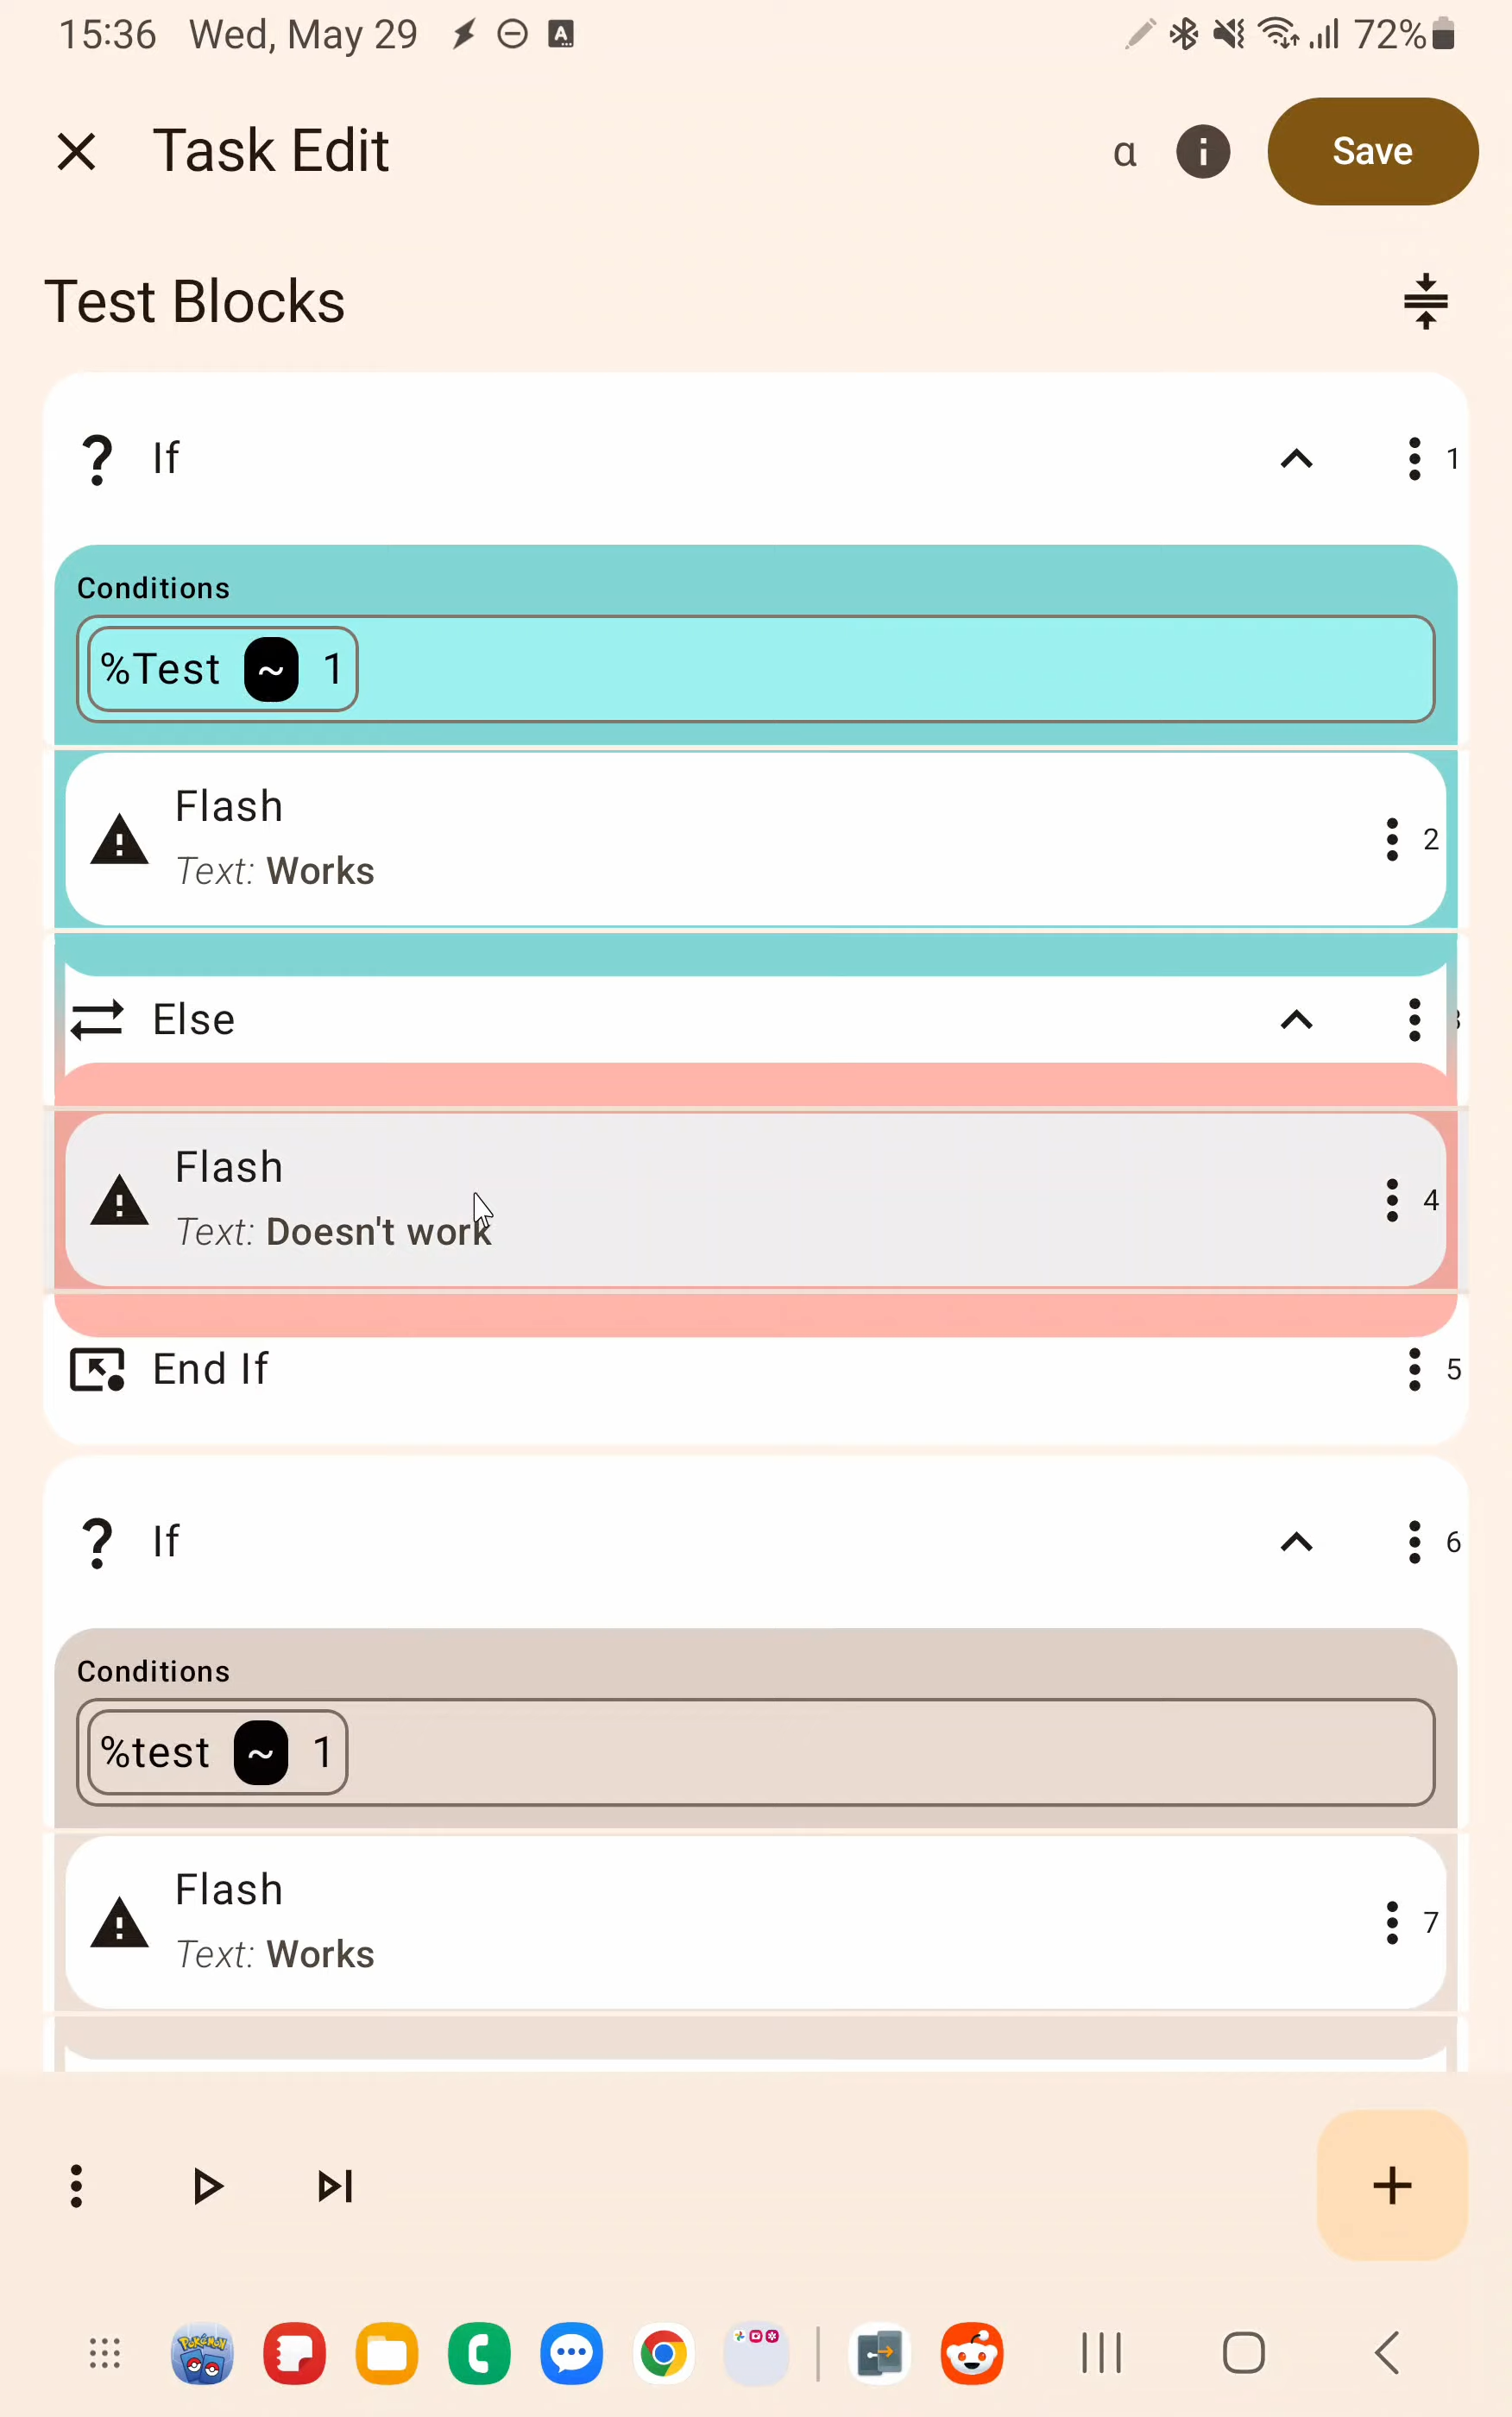 15:36 Wed, May 29 72%
Task Edit α Save
Test Blocks
If 1
Conditions
%Test ~ 1
Flash
Text: Works 2
Else
Flash
Text: Doesn't work 4
End If 5
If 6
Conditions
%test ~ 1
Flash
Text: Works 7